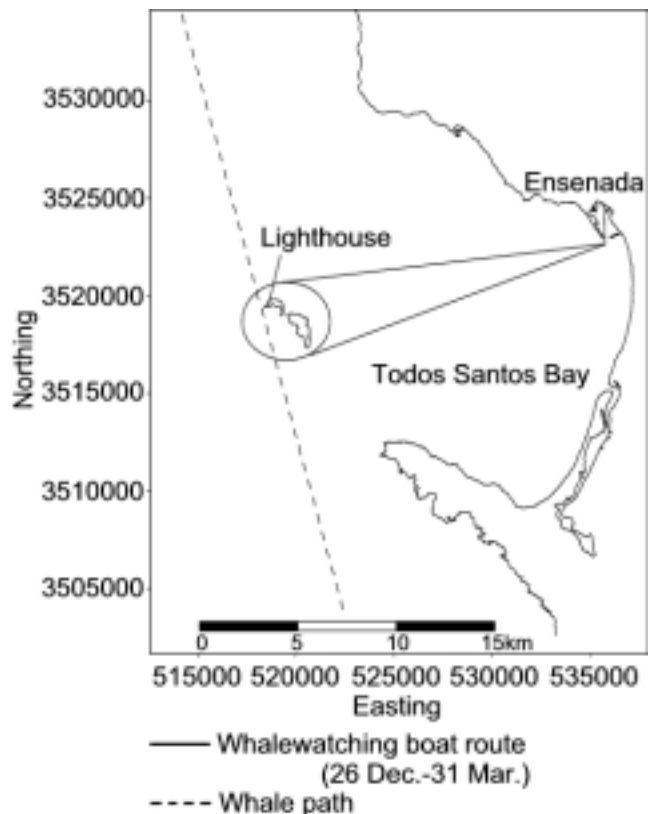 3530000
3525000
3520000
3515000
3510000
3505000
Northing
Ensenada
Lighthouse
Todos Santos Bay
0 5 10 15km
515000 520000 525000 530000 535000
Easting
Whalewatching boat route
(26 Dec.-31 Mar.)
Whale path